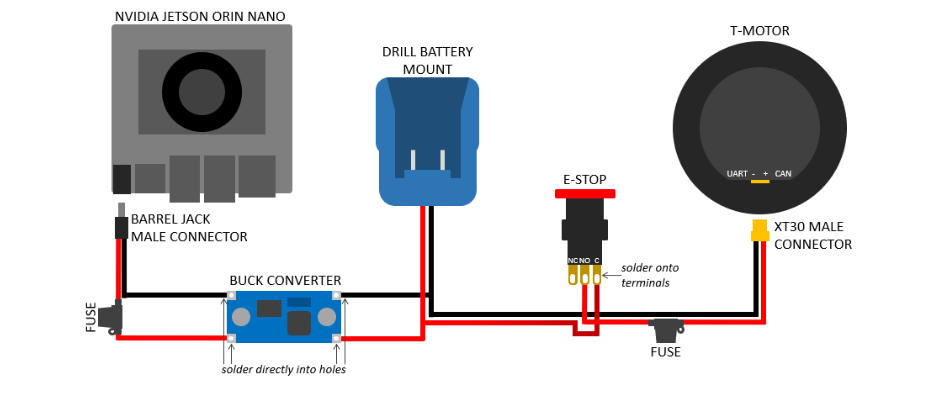 NVIDIA JETSON ORIN NANO
DRILL BATTERY
MOUNT
T-MOTOR
UART - + CAN
E-STOP
BARREL JACK
MALE CONNECTOR
XT30 MALE
CONNECTOR
NC NO C
solder onto
terminals
BUCK CONVERTER
FUSE
FUSE
solder directly into holes